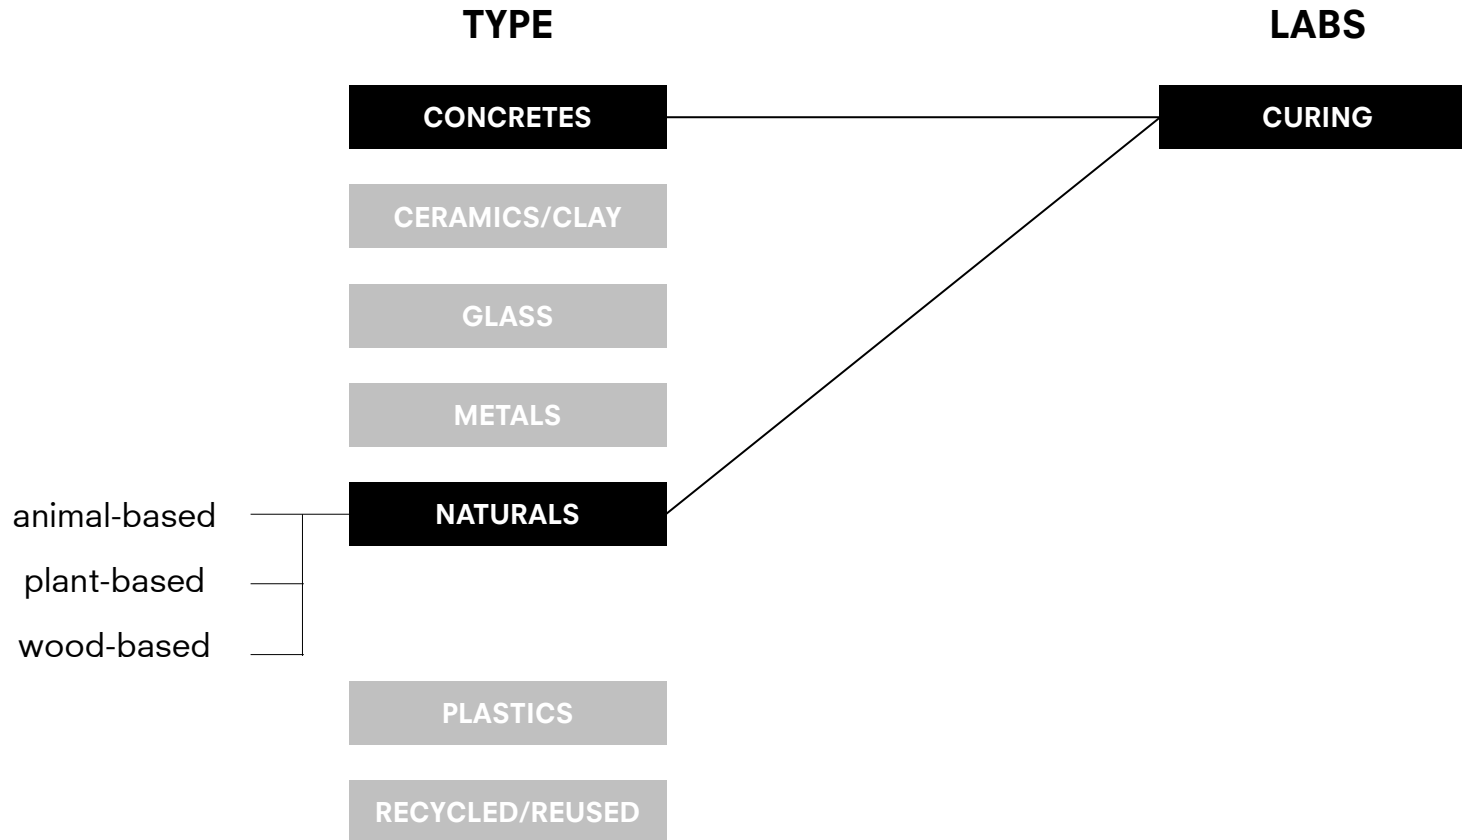 TYPE
LABS
CONCRETES
CURING
CERAMICS/CLAY
GLASS
METALS
animal-based
NATURALS
plant-based
wood-based
PLASTICS
RECYCLED/REUSED